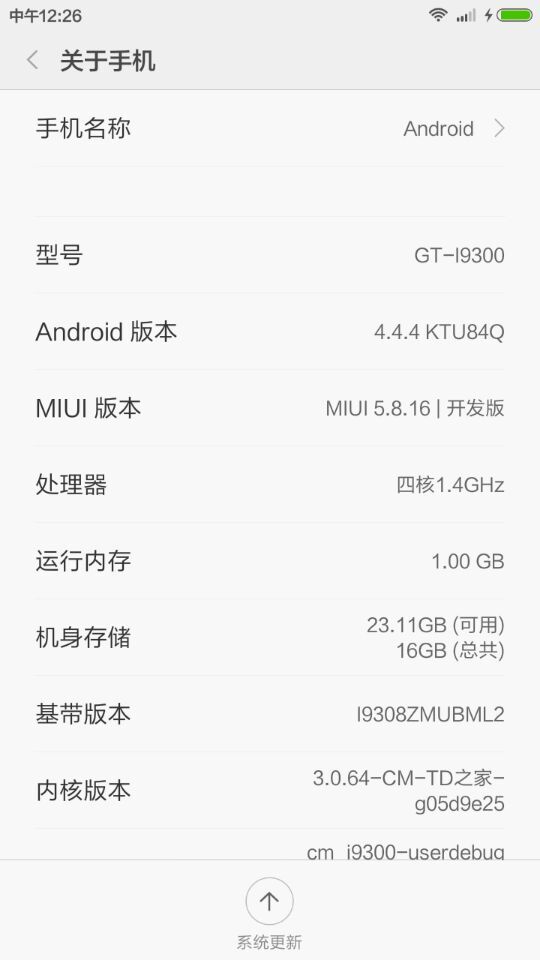 中午12:26
关于手机
手机名称 Android
型号 GT-I9300
Android 版本 4.4.4 KTU84Q
MIUI 版本 MIUI 5.8.16 | 开发版
处理器 四核1.4GHz
运行内存 1.00 GB
机身存储 23.11GB (可用)
16GB (总共)
基带版本 I9308ZMUBML2
内核版本 3.0.64-CM-TD之家-
g05d9e25
cm_i9300-userdebug
系统更新